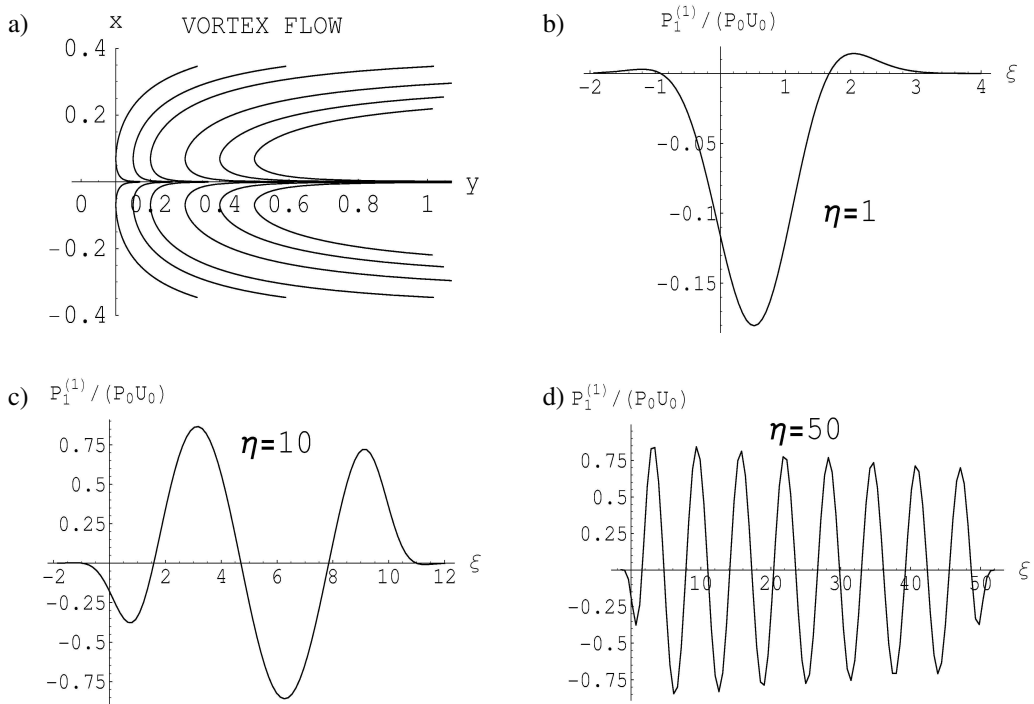 a)
x
VORTEX FLOW
0.4
0.2
y
0 0.2 0.4 0.6 0.8 1
-0.2
-0.4
b)
P₁⁽¹⁾/(P₀U₀)
ξ
-2 -1 1 2 3 4
-0.05
-0.1
-0.15
η=1
c)
P₁⁽¹⁾/(P₀U₀)
η=10
0.75
0.5
0.25
-2 2 4 6 8 10 12 ξ
-0.25
-0.5
-0.75
d)
P₁⁽¹⁾/(P₀U₀)
η=50
0.75
0.5
0.25
10 20 30 40 50 ξ
-0.25
-0.5
-0.75